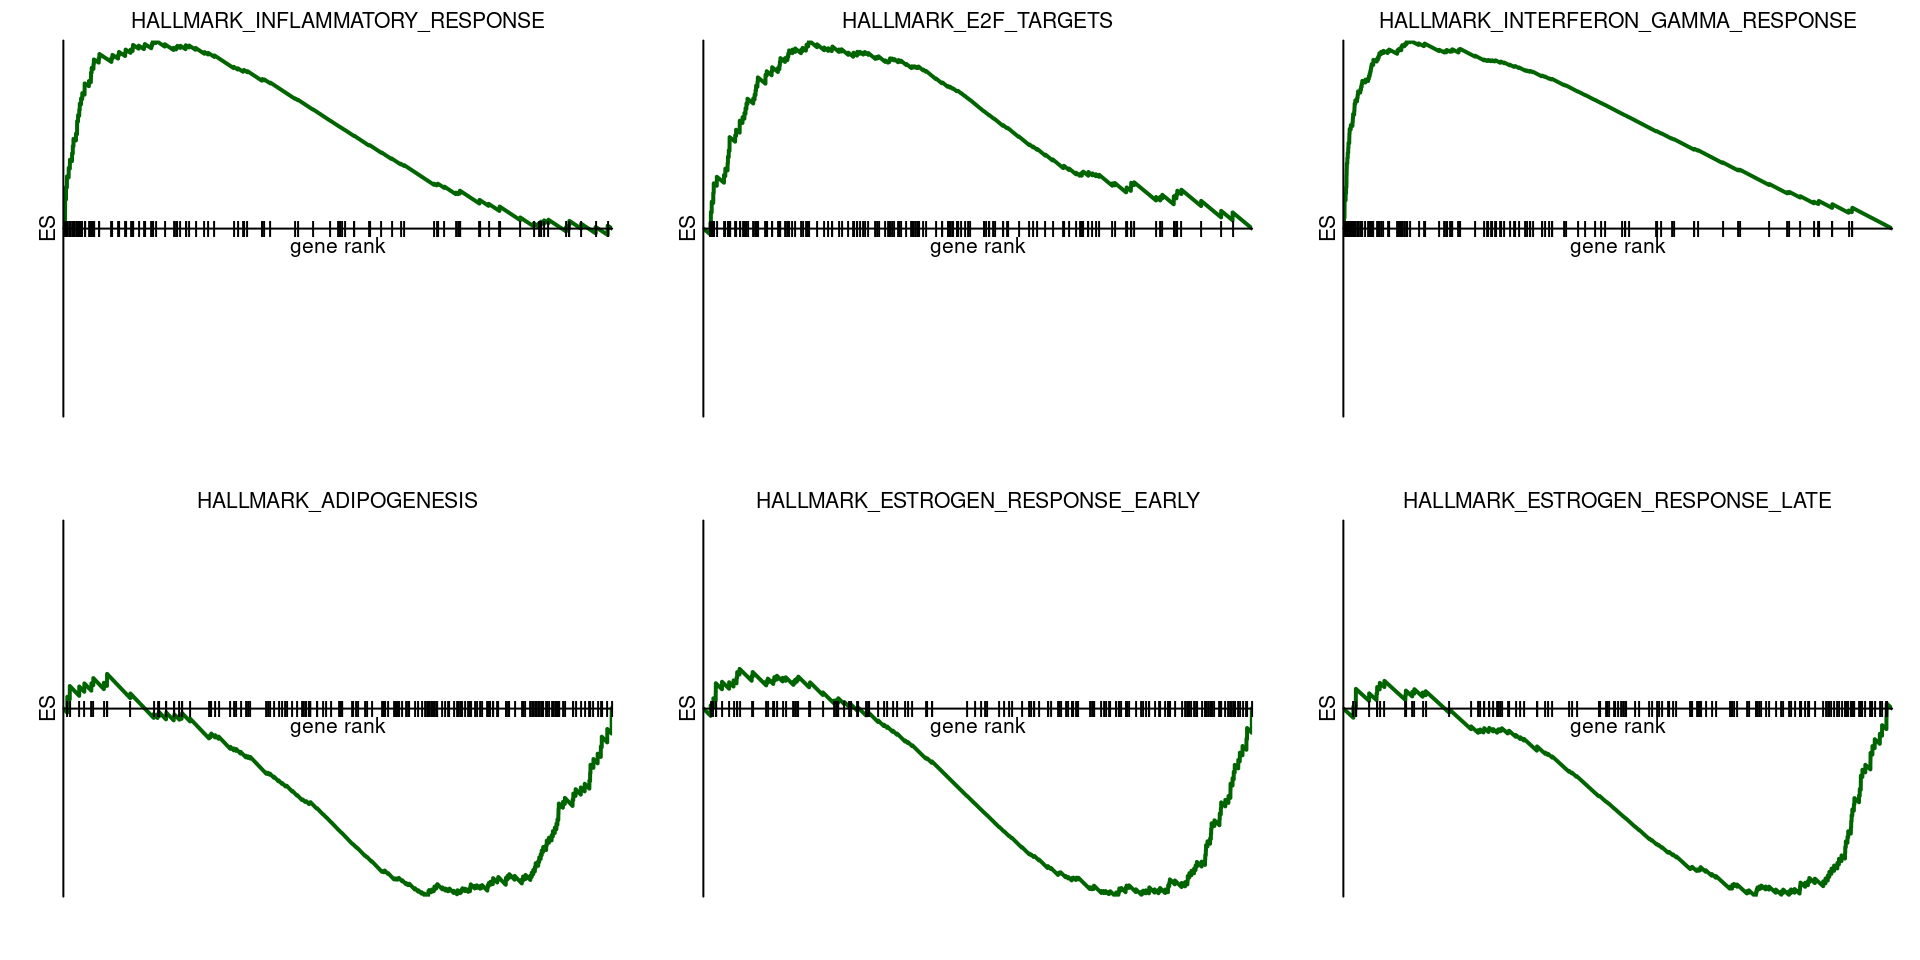 HALLMARK_INFLAMMATORY_RESPONSE
ES
gene rank
HALLMARK_E2F_TARGETS
ES
gene rank
HALLMARK_INTERFERON_GAMMA_RESPONSE
ES
gene rank
HALLMARK_ADIPOGENESIS
ES
gene rank
HALLMARK_ESTROGEN_RESPONSE_EARLY
ES
gene rank
HALLMARK_ESTROGEN_RESPONSE_LATE
ES
gene rank